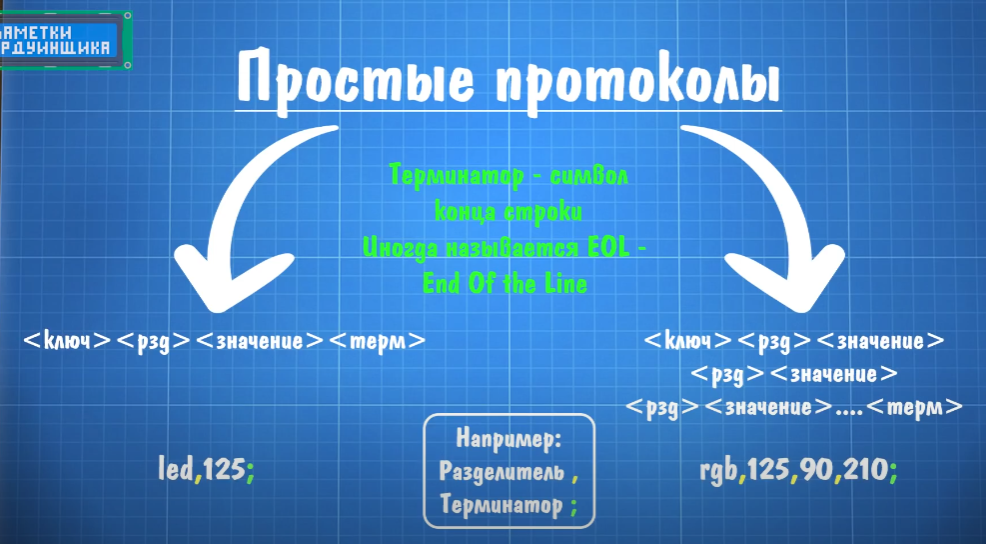 АМЕТКИ
РДУИНЩИКА
Простые протоколы
Терминатор - символ
конца строки
Иногда называется EOL -
End Of the Line
<ключ><рзд><значение><терм>
<ключ><рзд><значение>
<рзд><значение>
<рзд><значение>....<терм>
led,125;
Например:
Разделитель ,
Терминатор ;
rgb,125,90,210;